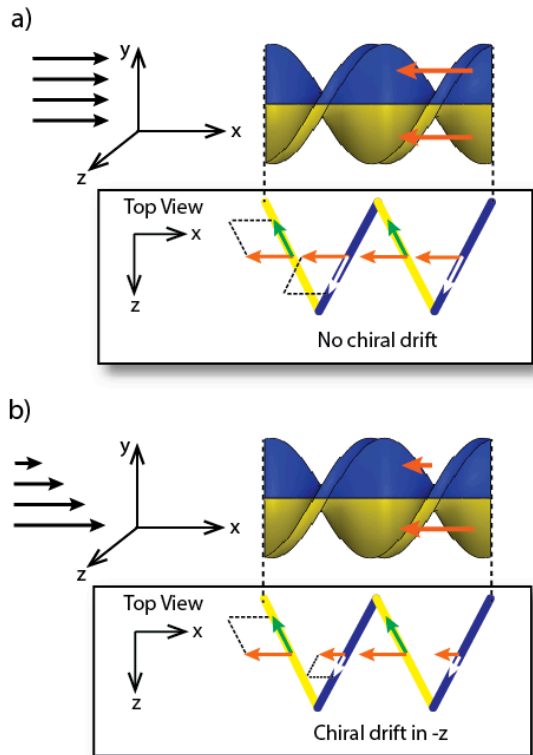 a)
y
x
z
Top View
x
z
No chiral drift
b)
y
x
z
Top View
x
z
Chiral drift in -z